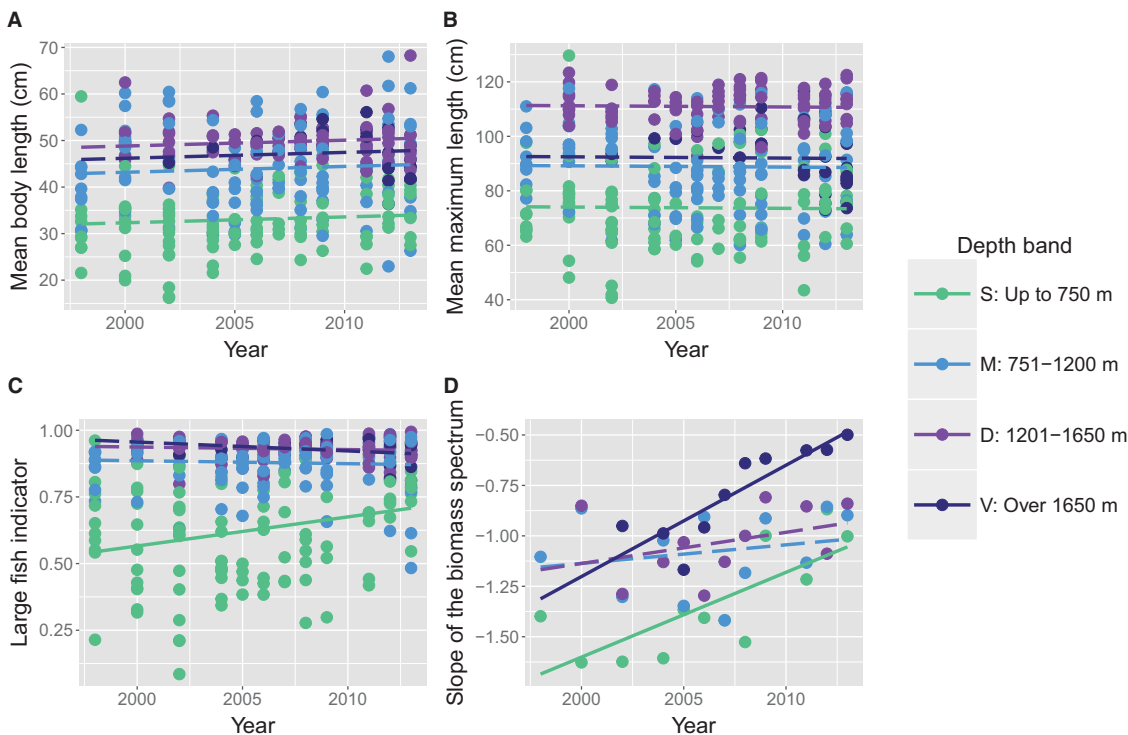 A
Mean body length (cm)
70
60
50
40
30
20
2000
2005
2010
Year
B
Mean maximum length (cm)
120
100
80
60
40
2000
2005
2010
Year
Depth band
S: Up to 750 m
M: 751−1200 m
D: 1201−1650 m
V: Over 1650 m
C
Large fish indicator
1.00
0.75
0.50
0.25
2000
2005
2010
Year
D
Slope of the biomass spectrum
−0.50
−0.75
−1.00
−1.25
−1.50
2000
2005
2010
Year